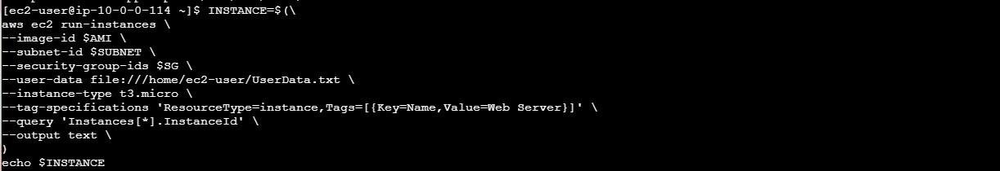 [ec2-user@ip-10-0-0-114 ~]$ INSTANCE=$(\
aws ec2 run-instances \
--image-id $AMI \
--subnet-id $SUBNET \
--security-group-ids $SG \
--user-data file:///home/ec2-user/UserData.txt \
--instance-type t3.micro \
--tag-specifications 'ResourceType=instance,Tags=[{Key=Name,Value=Web Server}]' \
--query 'Instances[*].InstanceId' \
--output text \
)
echo $INSTANCE